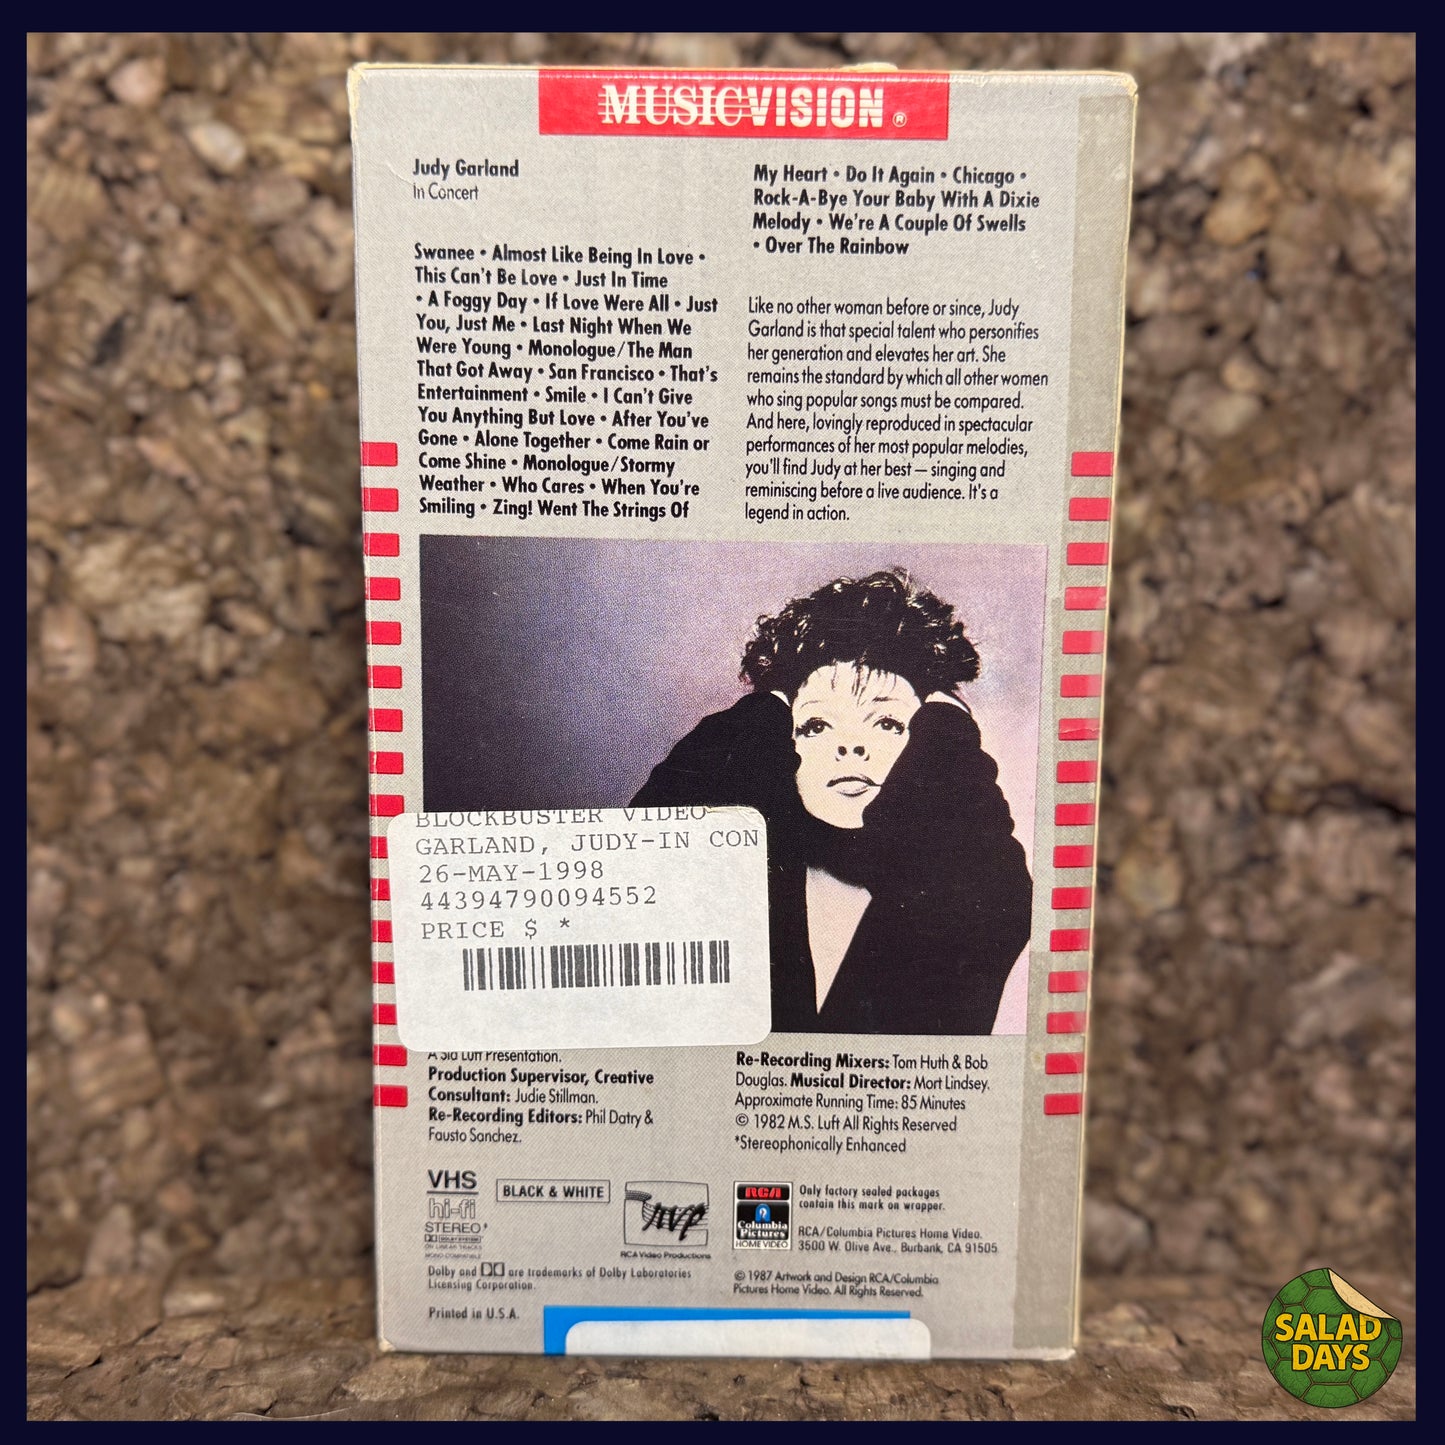 MUSICVISION ®
Judy Garland
In Concert
Swanee • Almost Like Being In Love •
This Can't Be Love • Just In Time
• A Foggy Day • If Love Were All • Just
You, Just Me • Last Night When We
Were Young • Monologue/The Man
That Got Away • San Francisco • That's
Entertainment • Smile • I Can't Give
You Anything But Love • After You've
Gone • Alone Together • Come Rain or
Come Shine • Monologue/Stormy
Weather • Who Cares • When You're
Smiling • Zing! Went The Strings Of
My Heart • Do It Again • Chicago •
Rock-A-Bye Your Baby With A Dixie
Melody • We're A Couple Of Swells
• Over The Rainbow
Like no other woman before or since, Judy
Garland is that special talent who personifies
her generation and elevates her art. She
remains the standard by which all other women
who sing popular songs must be compared.
And here, lovingly reproduced in spectacular
performances of her most popular melodies,
you'll find Judy at her best — singing and
reminiscing before a live audience. It's a
legend in action.
BLOCKBUSTER VIDEO
GARLAND, JUDY-IN CON
26-MAY-1998
44394790094552
PRICE $ *
A Sid Luft Presentation.
Production Supervisor, Creative
Consultant: Judie Stillman.
Re-Recording Editors: Phil Datry &
Fausto Sanchez.
Re-Recording Mixers: Tom Huth & Bob
Douglas. Musical Director: Mort Lindsey.
Approximate Running Time: 85 Minutes
© 1982 M.S. Luft All Rights Reserved
*Stereophonically Enhanced
VHS
hi-fi
STEREO*
DOLBY SYSTEM
ON LINEAR TRACKS
MONO COMPATIBLE
BLACK & WHITE
rvp
RCA Video Productions
RCA
Columbia
Pictures
HOME VIDEO
Only factory sealed packages
contain this mark on wrapper.
RCA/Columbia Pictures Home Video.
3500 W. Olive Ave., Burbank, CA 91505
Dolby and are trademarks of Dolby Laboratories
Licensing Corporation.
© 1987 Artwork and Design RCA/Columbia
Pictures Home Video. All Rights Reserved.
Printed in U.S.A.
SALAD
DAYS